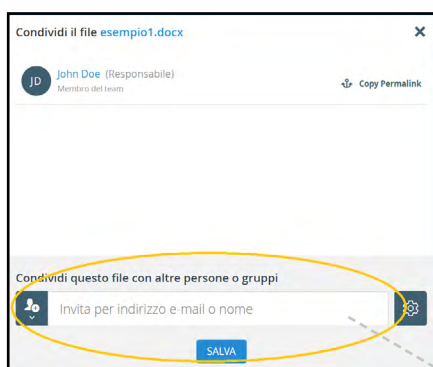 Condividi il file esempio1.docx
JD
John Doe (Responsabile)
Membro del team
Copy Permalink
Condividi questo file con altre persone o gruppi
Invita per indirizzo e-mail o nome
SALVA